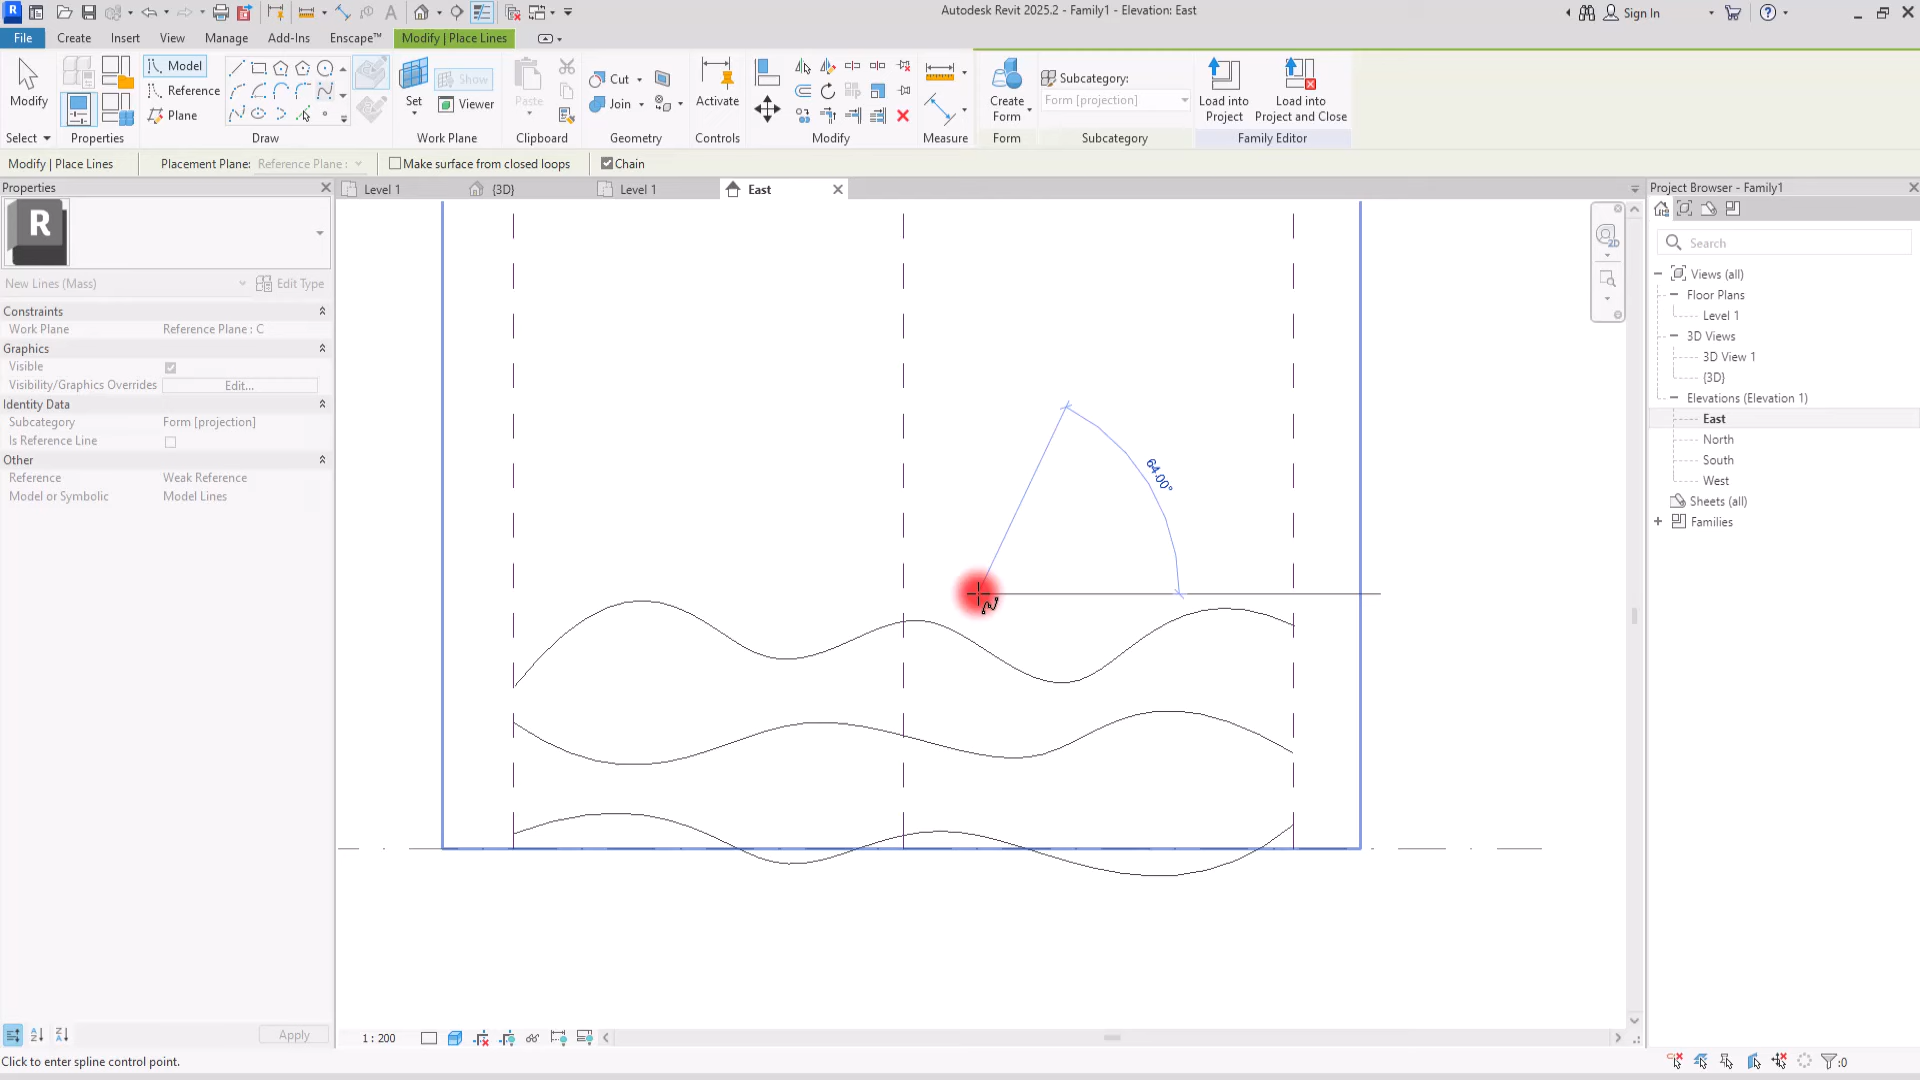 Autodesk Revit 2025.2 - Family1 - Elevation: East
Sign In
File
Create
Insert
View
Manage
Add-Ins
Enscape™
Modify | Place Lines
Modify
Select
Properties
Model
Reference
Plane
Draw
Set
Show
Viewer
Work Plane
Paste
Clipboard
Cut
Join
Geometry
Activate
Controls
Modify
Measure
Create
Form
Form
Subcategory:
Form [projection]
Subcategory
Load into
Project
Load into
Project and Close
Family Editor
Modify | Place Lines
Placement Plane:
Reference Plane :
Make surface from closed loops
Chain
Properties
Level 1
{3D}
Level 1
East
Project Browser - Family1
R
New Lines (Mass)
Edit Type
Constraints
Work Plane
Reference Plane : C
Graphics
Visible
Visibility/Graphics Overrides
Edit...
Identity Data
Subcategory
Form [projection]
Is Reference Line
Other
Reference
Weak Reference
Model or Symbolic
Model Lines
Apply
64.00°
2D
Search
Views (all)
Floor Plans
Level 1
3D Views
3D View 1
{3D}
Elevations (Elevation 1)
East
North
South
West
Sheets (all)
Families
1 : 200
Click to enter spline control point.
:0